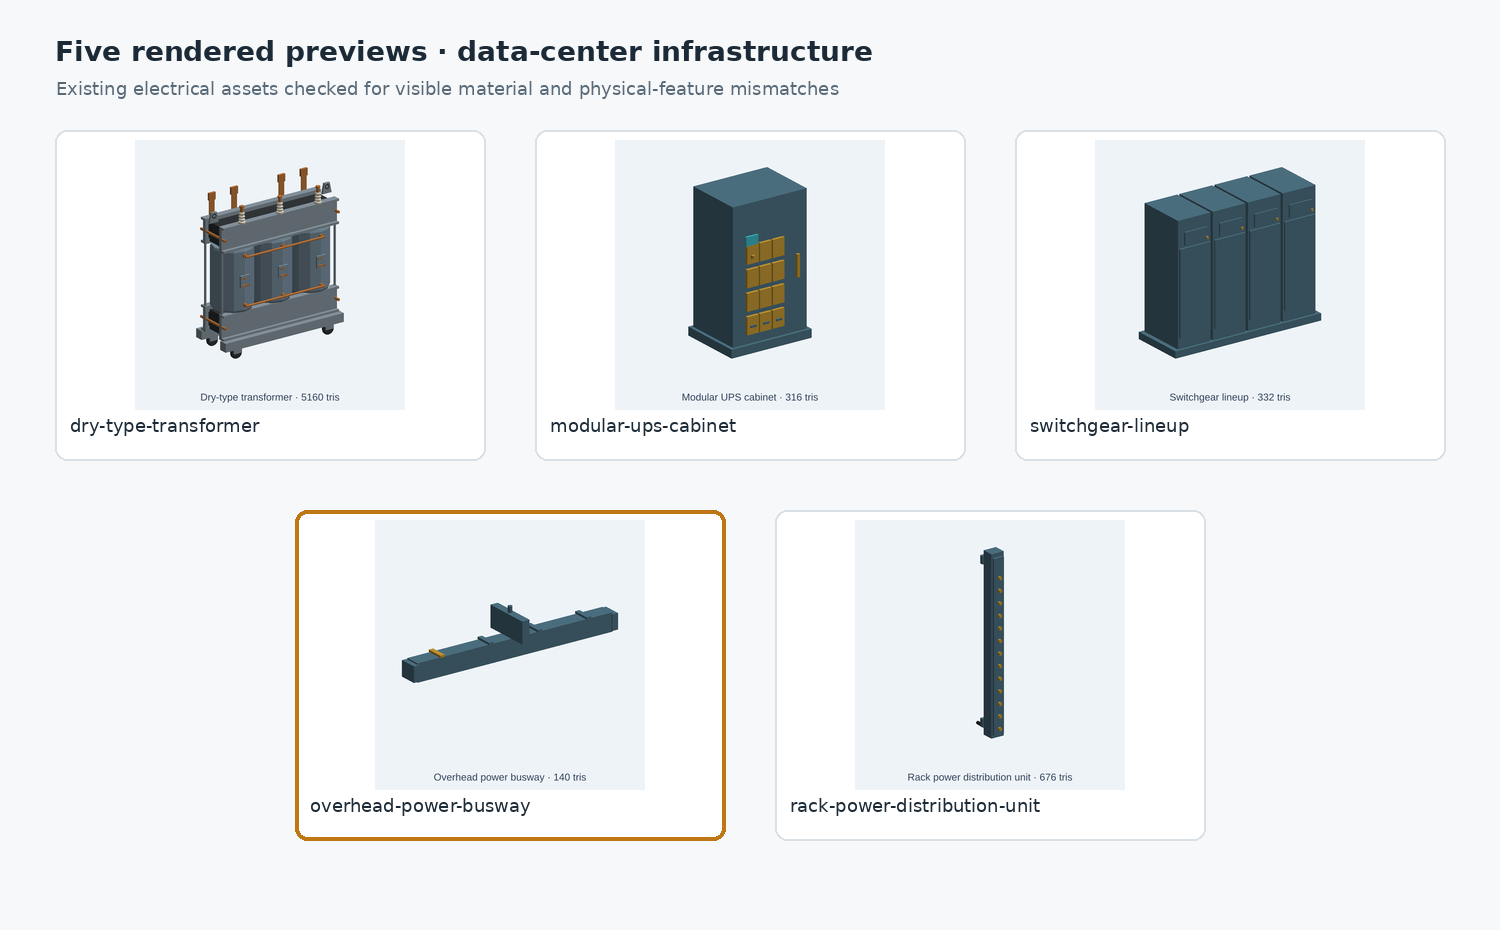 Five rendered previews · data-center infrastructure
Existing electrical assets checked for visible material and physical-feature mismatches
Dry-type transformer · 5160 tris
dry-type-transformer
Modular UPS cabinet · 316 tris
modular-ups-cabinet
Switchgear lineup · 332 tris
switchgear-lineup
Overhead power busway · 140 tris
overhead-power-busway
Rack power distribution unit · 676 tris
rack-power-distribution-unit